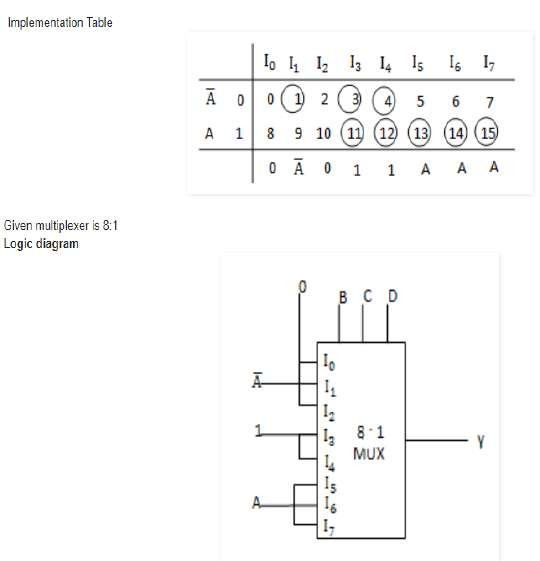 Implementation Table
I₀ I₁ I₂ I₃ I₄ I₅ I₆ I₇
Ā 0 0 1 2 3 4 5 6 7
A 1 8 9 10 11 12 13 14 15
0 Ā 0 1 1 A A A
Given multiplexer is 8:1
Logic diagram
0
B C D
I₀
Ā
I₁
I₂
1 I₃ 8:1
MUX
Y
I₄
I₅
A I₆
I₇